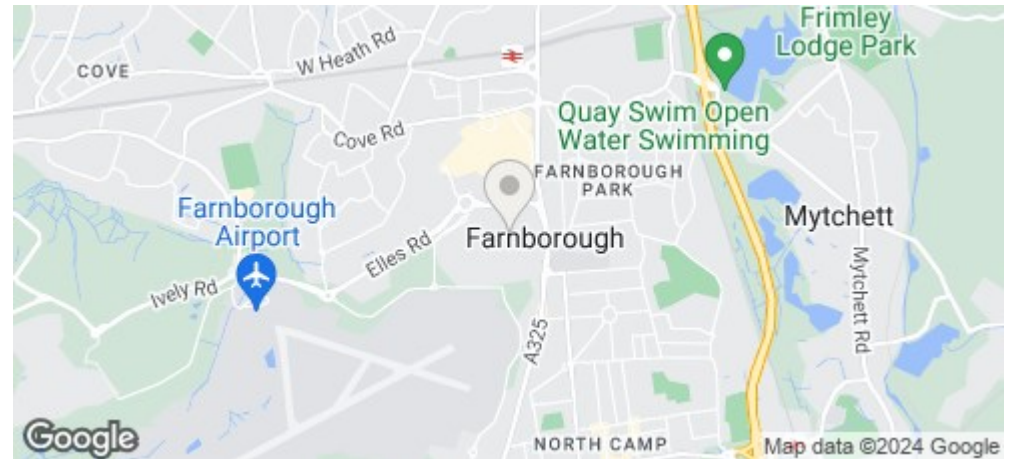 Frimley
Lodge Park
W Heath Rd
COVE
Quay Swim Open
Water Swimming
Cove Rd
FARNBOROUGH
PARK
Farnborough
Airport
Mytchett
Farnborough
Elles Rd
Ively Rd
Mytchett Rd
A325
Google
NORTH CAMP
Map data ©2024 Google